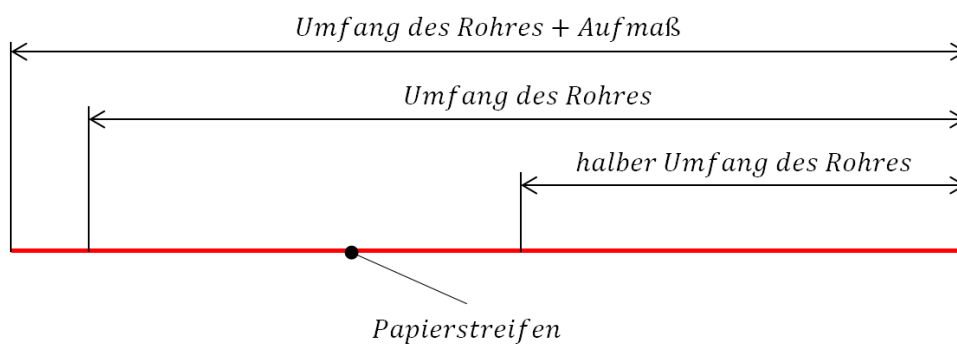 Umfang des Rohres + Aufmaß
Umfang des Rohres
halber Umfang des Rohres
Papierstreifen